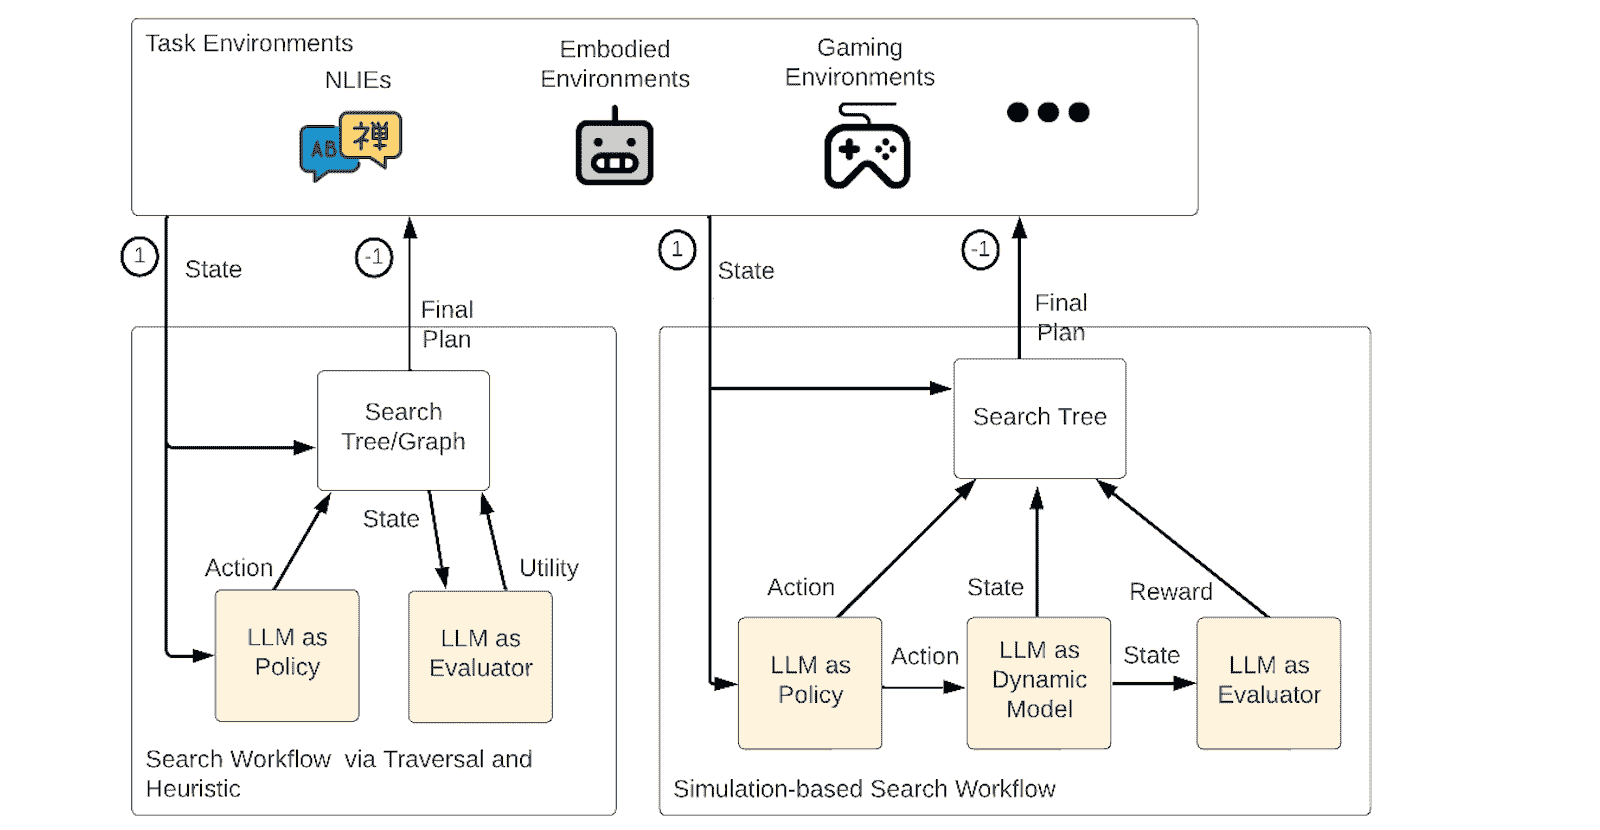 Task Environments
NLIEs
AB 禅
Embodied
Environments
Gaming
Environments
1
State
-1
Final
Plan
1
State
-1
Final
Plan
Search
Tree/Graph
State
Action
Utility
LLM as
Policy
LLM as
Evaluator
Search Workflow via Traversal and
Heuristic
Search Tree
Action
State
Reward
LLM as
Policy
Action
LLM as
Dynamic
Model
State
LLM as
Evaluator
Simulation-based Search Workflow